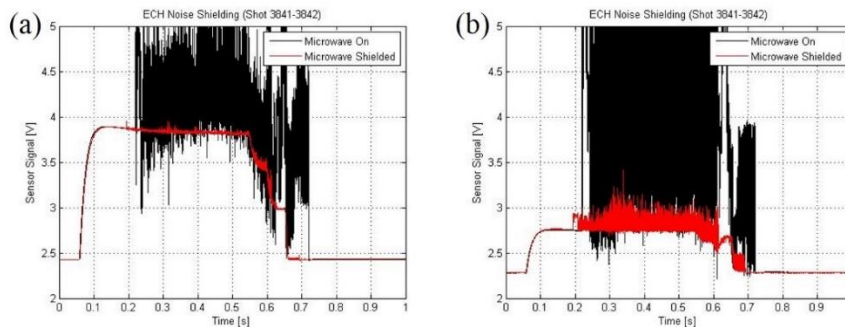 (a)
ECH Noise Shielding (Shot 3841-3842)
Microwave On
Microwave Shielded
Sensor Signal [V]
5
4.5
4
3.5
3
2.5
2
0 0.1 0.2 0.3 0.4 0.5 0.6 0.7 0.8 0.9 1
Time [s]
(b)
ECH Noise Shielding (Shot 3841-3842)
Microwave On
Microwave Shielded
Sensor Signal [V]
5
4.5
4
3.5
3
2.5
2
0 0.1 0.2 0.3 0.4 0.5 0.6 0.7 0.8 0.9 1
Time [s]